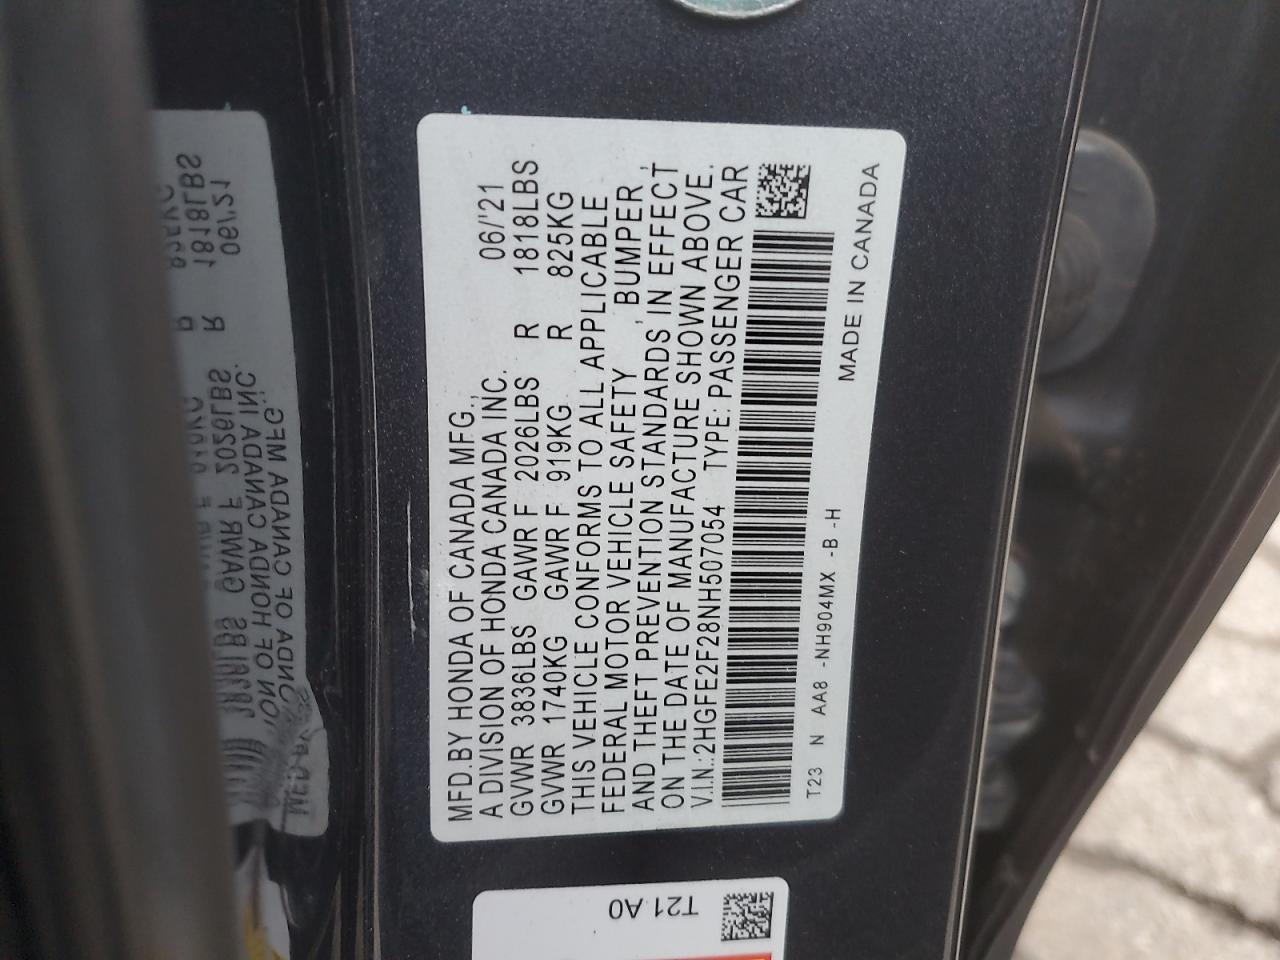 MFD.BY HONDA OF CANADA MFG.,
A DIVISION OF HONDA CANADA INC. 06/'21
GVWR 3836LBS GAWR F 2026LBS R 1818LBS
GVWR 1740KG GAWR F 919KG R 825KG
THIS VEHICLE CONFORMS TO ALL APPLICABLE
FEDERAL MOTOR VEHICLE SAFETY , BUMPER ,
AND THEFT PREVENTION STANDARDS IN EFFECT
ON THE DATE OF MANUFACTURE SHOWN ABOVE.
V.I.N.:2HGFE2F28NH507054 TYPE:PASSENGER CAR
T23 N AA8 -NH904MX -B -H MADE IN CANADA
T21 A0